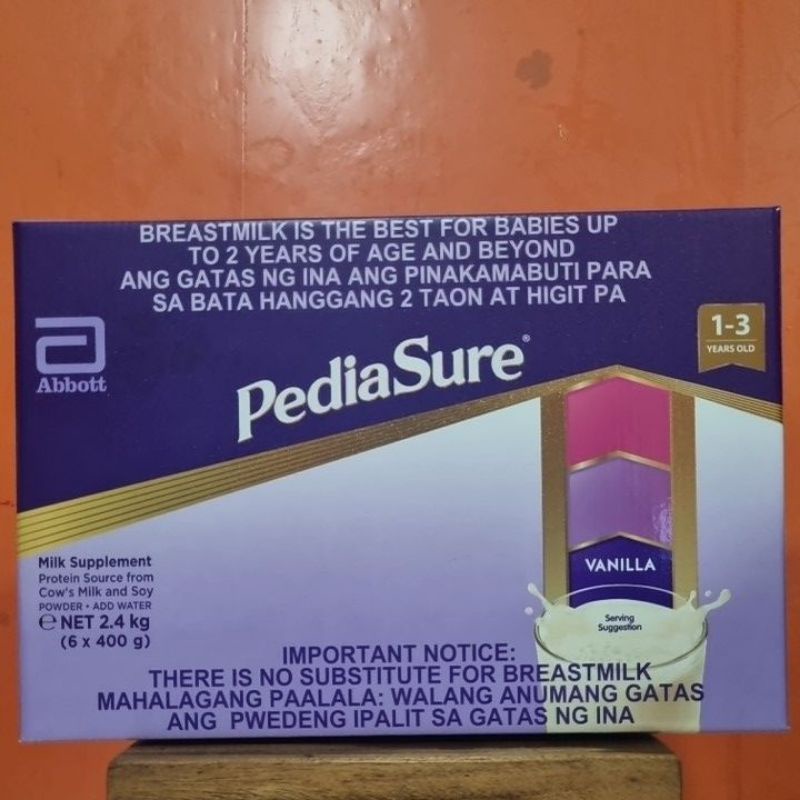 BREASTMILK IS THE BEST FOR BABIES UP
TO 2 YEARS OF AGE AND BEYOND
ANG GATAS NG INA ANG PINAKAMABUTI PARA
SA BATA HANGGANG 2 TAON AT HIGIT PA
Abbott
PediaSure®
1-3
YEARS OLD
VANILLA
Serving
Suggestion
Milk Supplement
Protein Source from
Cow's Milk and Soy
POWDER • ADD WATER
℮ NET 2.4 kg
(6 x 400 g)
IMPORTANT NOTICE:
THERE IS NO SUBSTITUTE FOR BREASTMILK
MAHALAGANG PAALALA: WALANG ANUMANG GATAS
ANG PWEDENG IPALIT SA GATAS NG INA